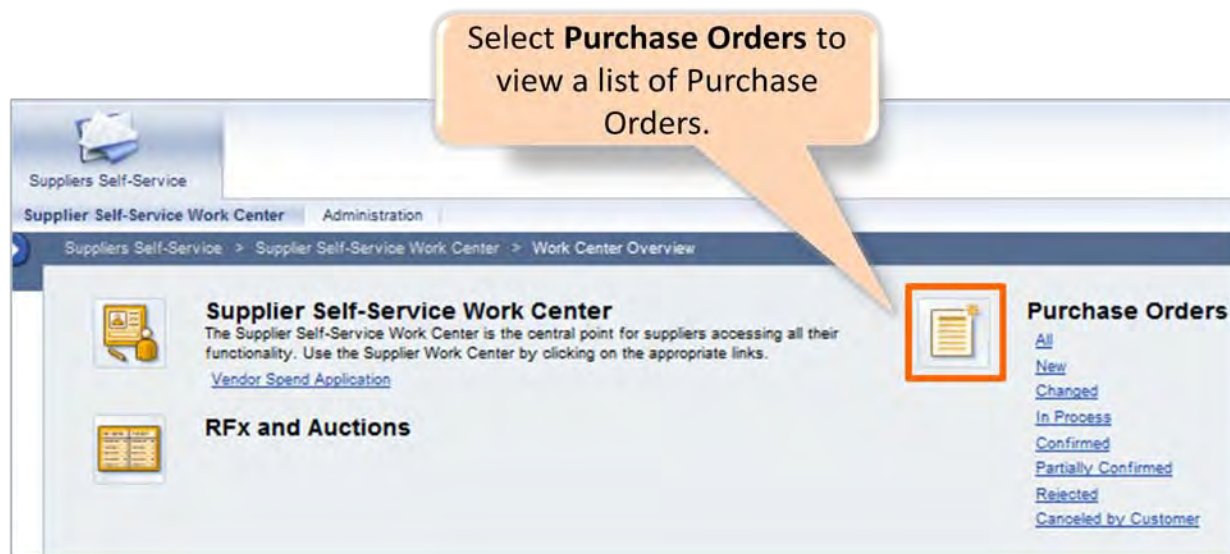 Select Purchase Orders to
view a list of Purchase
Orders.
Suppliers Self-Service
Supplier Self-Service Work Center Administration
Suppliers Self-Service > Supplier Self-Service Work Center > Work Center Overview
Supplier Self-Service Work Center
The Supplier Self-Service Work Center is the central point for suppliers accessing all their
functionality. Use the Supplier Work Center by clicking on the appropriate links.
Vendor Spend Application
RFx and Auctions
Purchase Orders
All
New
Changed
In Process
Confirmed
Partially Confirmed
Rejected
Canceled by Customer